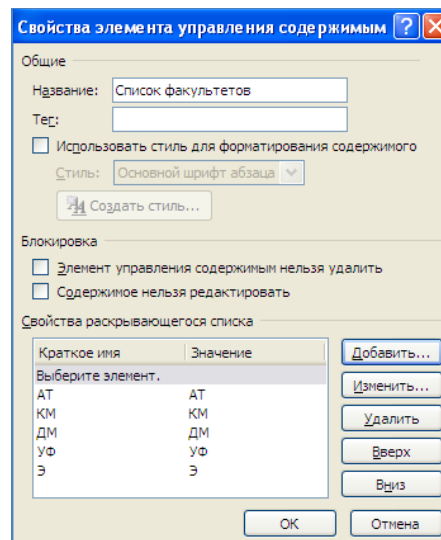 Свойства элемента управления содержимым
Общие
Название: Список факультетов
Тег:
Использовать стиль для форматирования содержимого
Стиль: Основной шрифт абзаца
Создать стиль...
Блокировка
Элемент управления содержимым нельзя удалить
Содержимое нельзя редактировать
Свойства раскрывающегося списка
Краткое имя Значение Добавить...
Выберите элемент.
АТ АТ Изменить...
КМ КМ Удалить
ДМ ДМ
УФ УФ Вверх
Э Э
Вниз
ОК Отмена